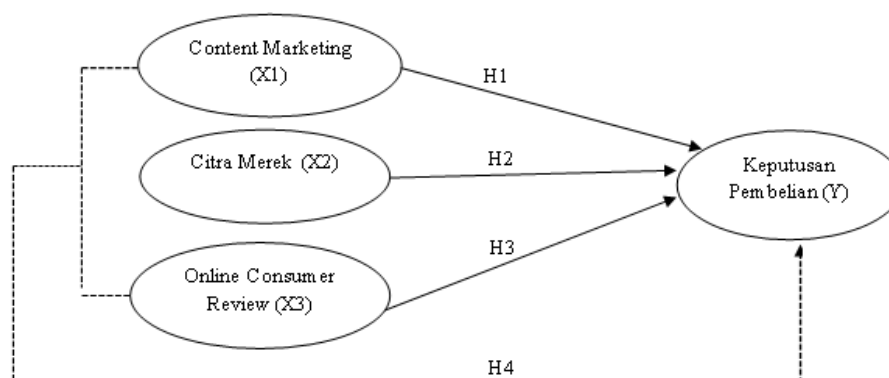 Content Marketing
(X1)
H1
Citra Merek (X2)
H2
Keputusan
Pembelian (Y)
H3
Online Consumer
Review (X3)
H4